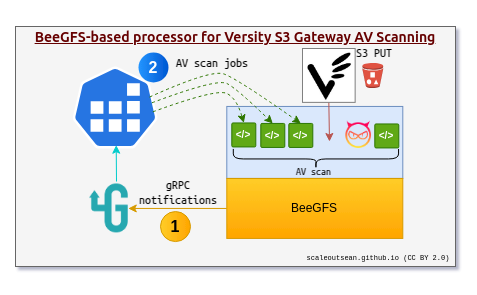 BeeGFS-based processor for Versity S3 Gateway AV Scanning
2
AV scan jobs
S3 PUT
</>
</>
</>
</>
AV scan
gRPC
notifications
1
BeeGFS
scaleoutsean.github.io (CC BY 2.0)